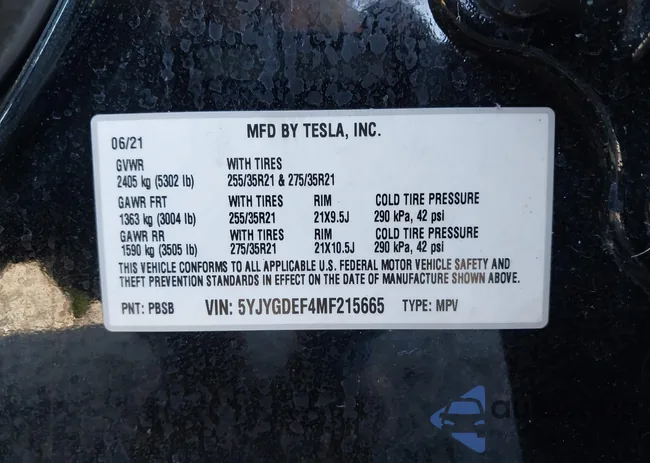 MFD BY TESLA, INC.
06/21
GVWR WITH TIRES
2405 kg (5302 lb) 255/35R21 & 275/35R21
GAWR FRT WITH TIRES RIM COLD TIRE PRESSURE
1363 kg (3004 lb) 255/35R21 21X9.5J 290 kPa, 42 psi
GAWR RR WITH TIRES RIM COLD TIRE PRESSURE
1590 kg (3505 lb) 275/35R21 21X10.5J 290 kPa, 42 psi
THIS VEHICLE CONFORMS TO ALL APPLICABLE U.S. FEDERAL MOTOR VEHICLE SAFETY AND
THEFT PREVENTION STANDARDS IN EFFECT ON THE DATE OF MANUFACTURE SHOWN ABOVE.
PNT: PBSB VIN: 5YJYGDEF4MF215665 TYPE: MPV